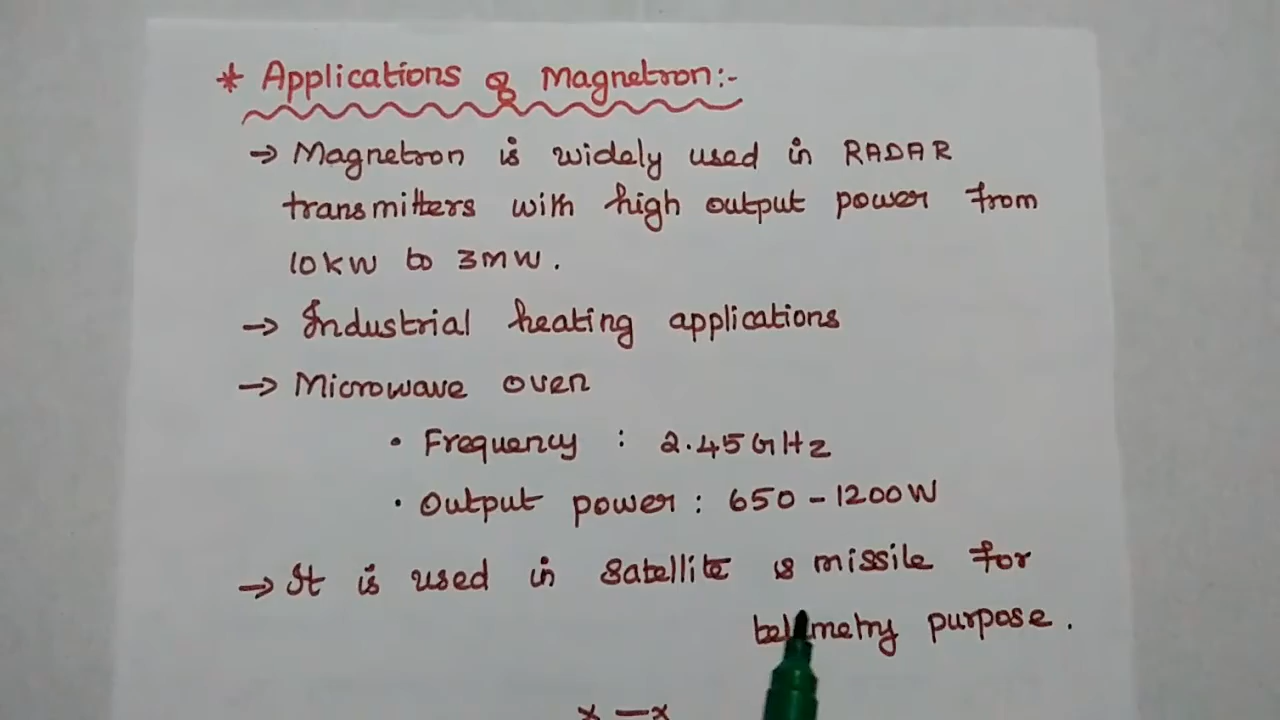 * Applications of Magnetron:-
→ Magnetron is widely used in RADAR
transmitters with high output power from
10KW to 3MW.
→ Industrial heating applications
→ Microwave oven
• Frequency : 2.45GHz
• Output power : 650-1200W
→ It is used in satellite & missile for
telemetry purpose.
x — x